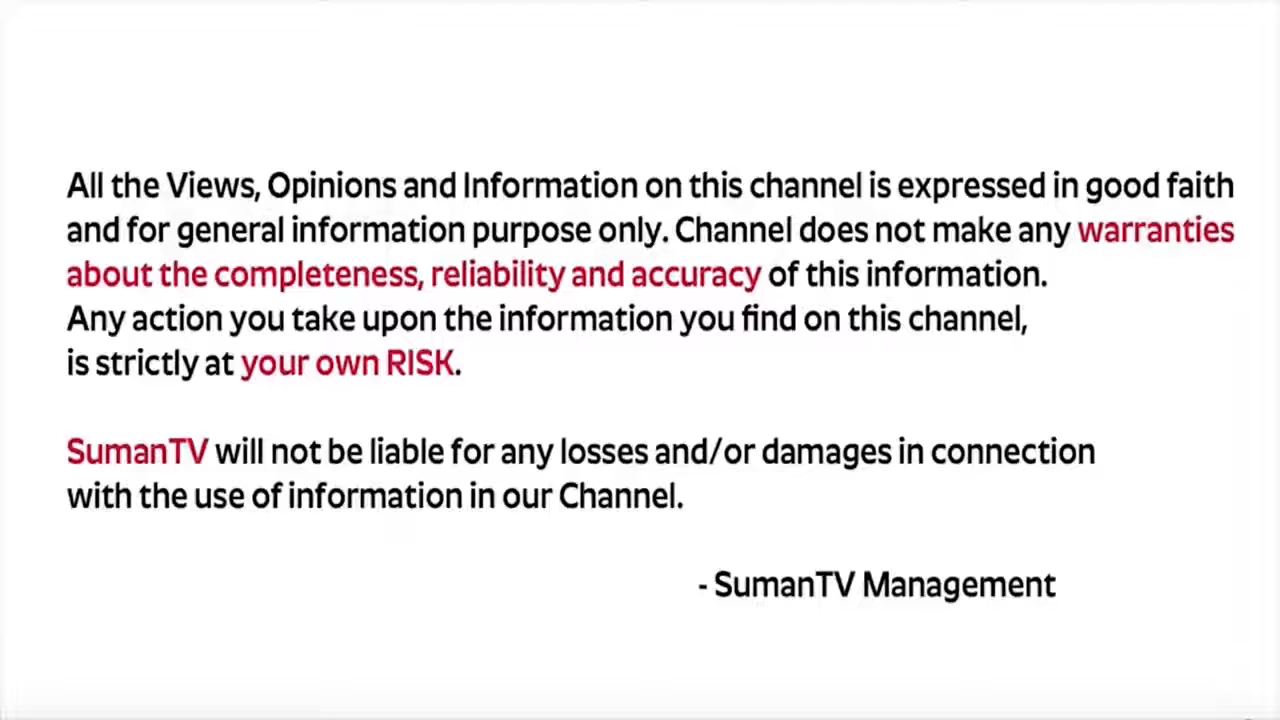 All the Views, Opinions and Information on this channel is expressed in good faith
and for general information purpose only. Channel does not make any warranties
about the completeness, reliability and accuracy of this information.
Any action you take upon the information you find on this channel,
is strictly at your own RISK.
SumanTV will not be liable for any losses and/or damages in connection
with the use of information in our Channel.
- SumanTV Management